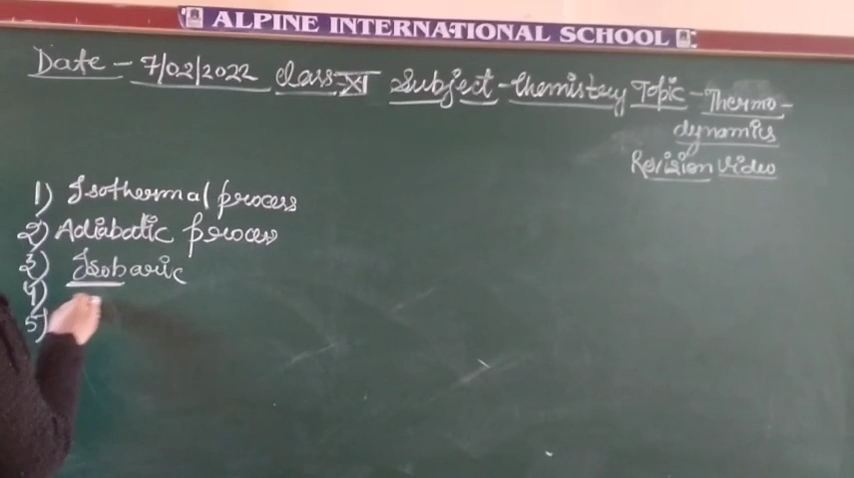 ALPINE INTERNATIONAL SCHOOL
Date - 7/02/2022 Class - XI Subject - Chemistery Topic - Thermo-
dynamics
Revision Video
1) Isothermal process
2) Adiabatic process
3) Isobaric
4)
5)